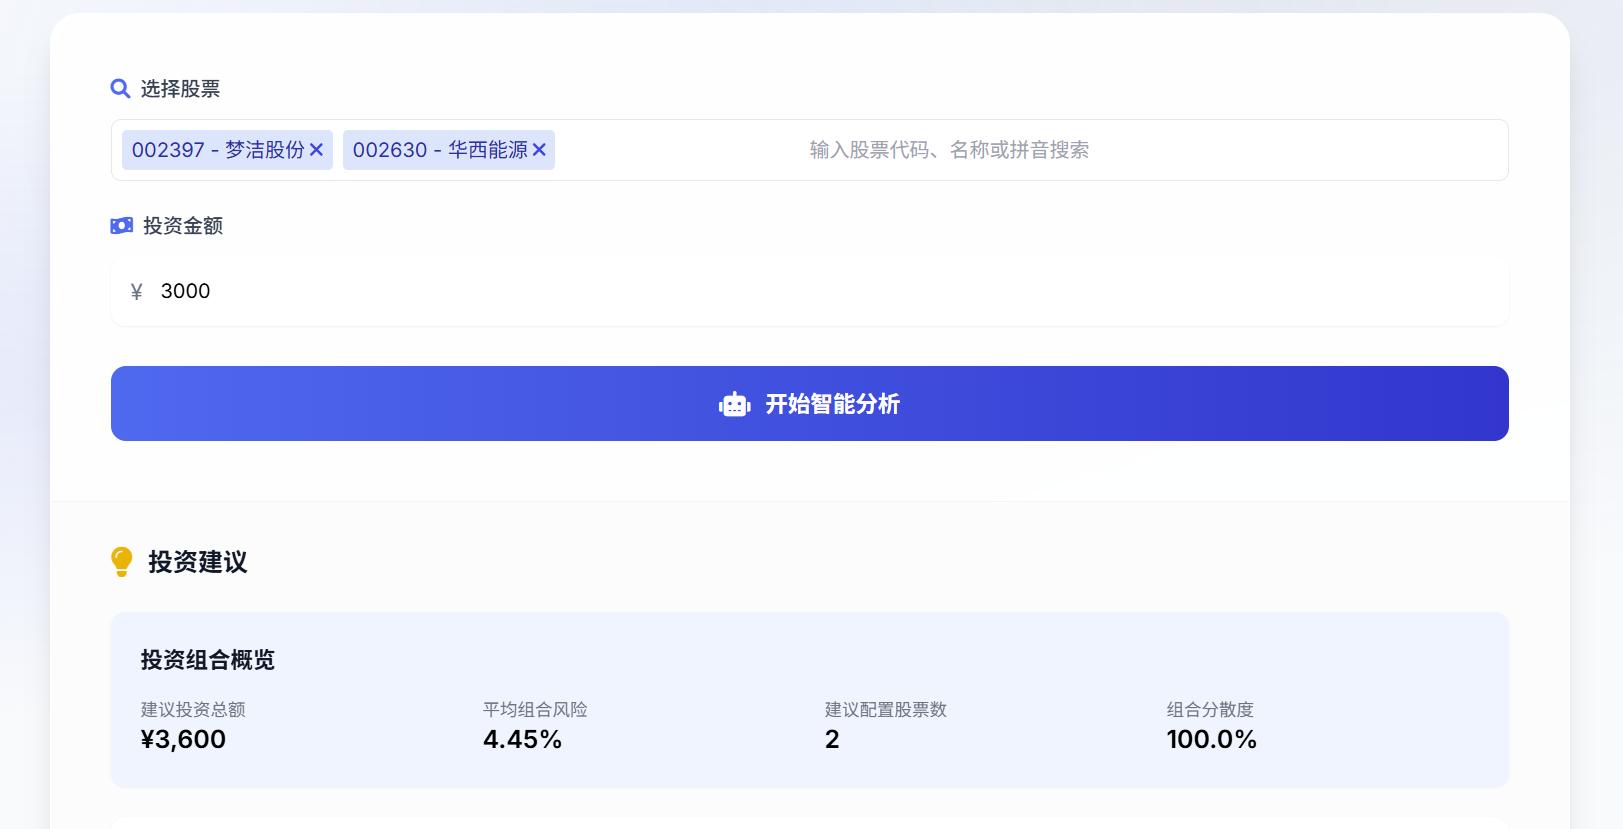 选择股票
002397 - 梦洁股份 × 002630 - 华西能源 × 输入股票代码、名称或拼音搜索
投资金额
¥ 3000
开始智能分析
投资建议
投资组合概览
建议投资总额 平均组合风险 建议配置股票数 组合分散度
¥3,600 4.45% 2 100.0%